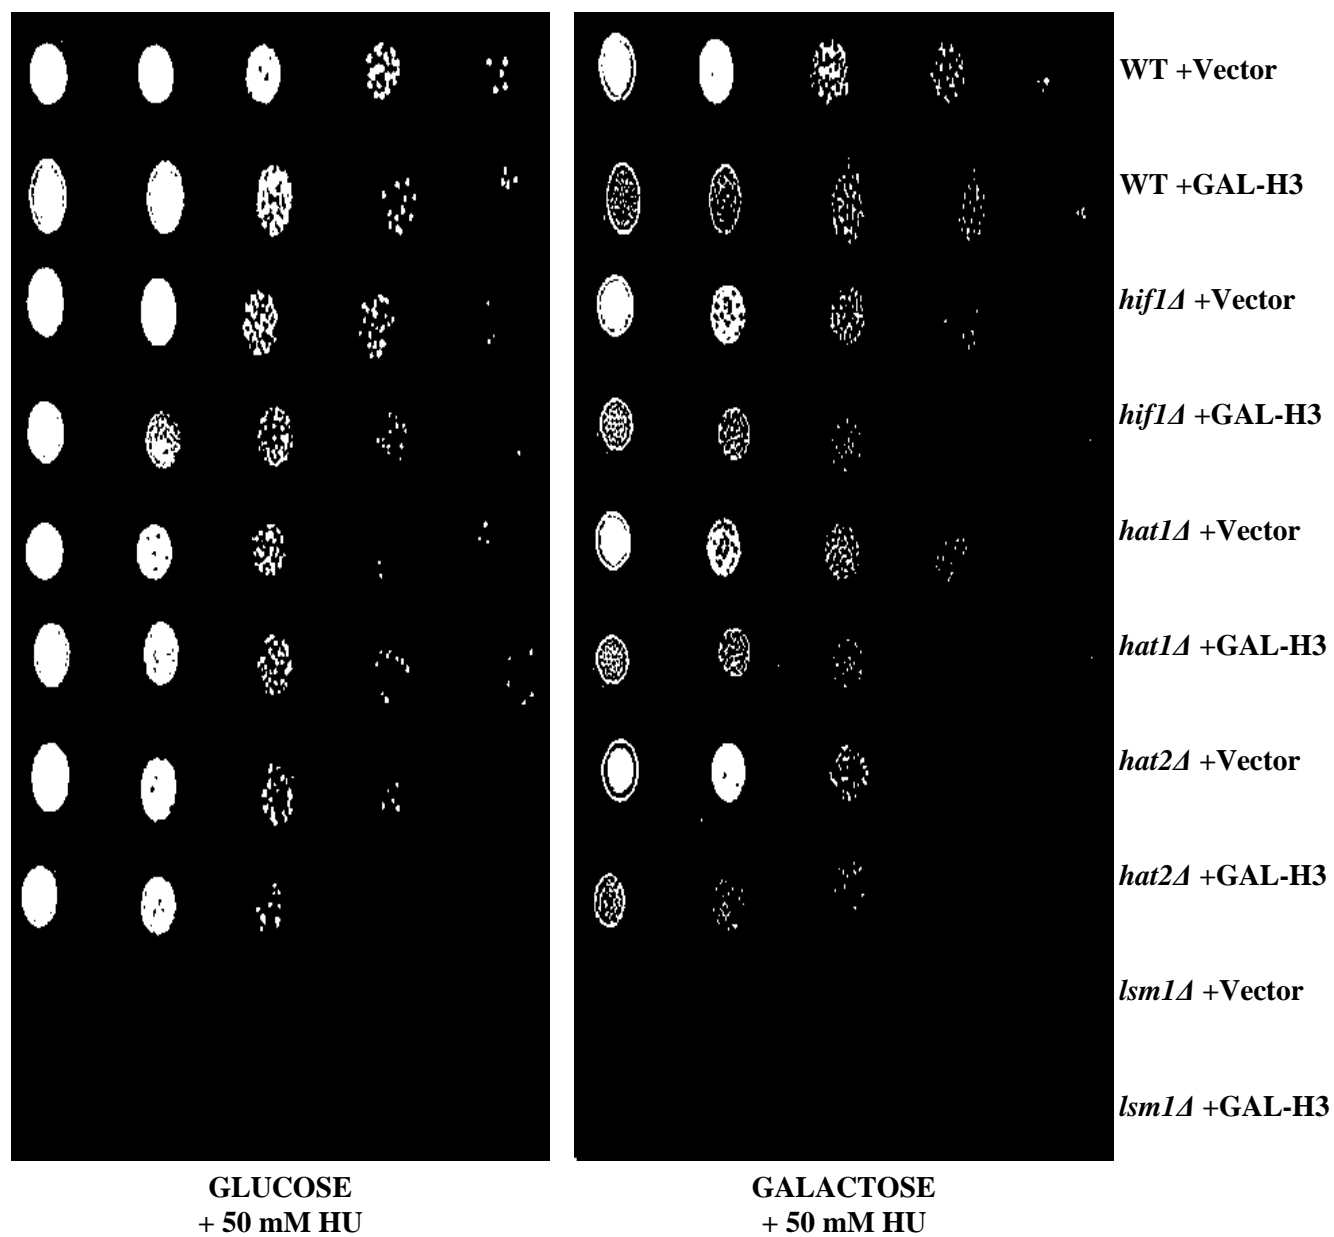 WT +Vector
WT +GAL-H3
hif1Δ +Vector
hif1Δ +GAL-H3
hat1Δ +Vector
hat1Δ +GAL-H3
hat2Δ +Vector
hat2Δ +GAL-H3
lsm1Δ +Vector
lsm1Δ +GAL-H3
GLUCOSE
+ 50 mM HU
GALACTOSE
+ 50 mM HU